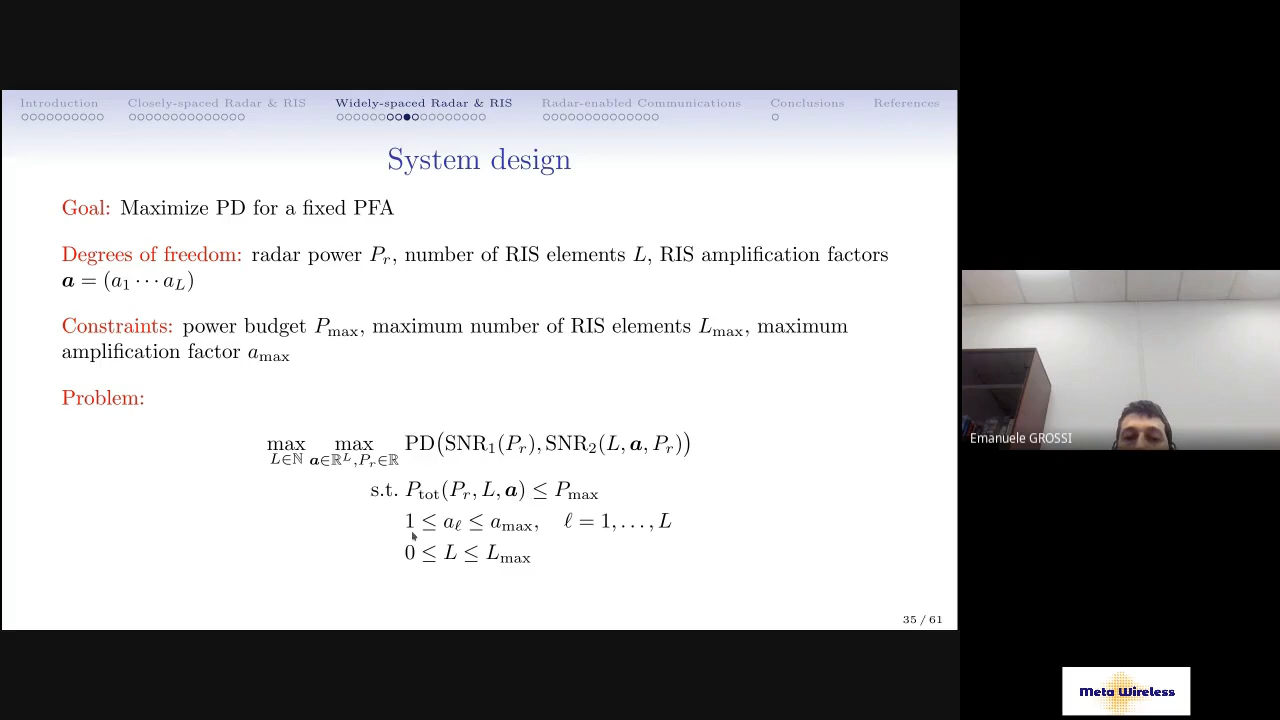 Introduction Closely-spaced Radar & RIS Widely-spaced Radar & RIS Radar-enabled Communications Conclusions References
System design
Goal: Maximize PD for a fixed PFA
Degrees of freedom: radar power P_r, number of RIS elements L, RIS amplification factors
a = (a_1 ⋯ a_L)
Constraints: power budget P_max, maximum number of RIS elements L_max, maximum
amplification factor a_max
Problem:
max_{L∈ℕ} max_{a∈ℝ^L, P_r∈ℝ} PD(SNR_1(P_r), SNR_2(L, a, P_r))
s.t. P_tot(P_r, L, a) ≤ P_max
1 ≤ a_ℓ ≤ a_max, ℓ = 1, . . . , L
0 ≤ L ≤ L_max
35 / 61
Emanuele GROSSI
Meta Wireless